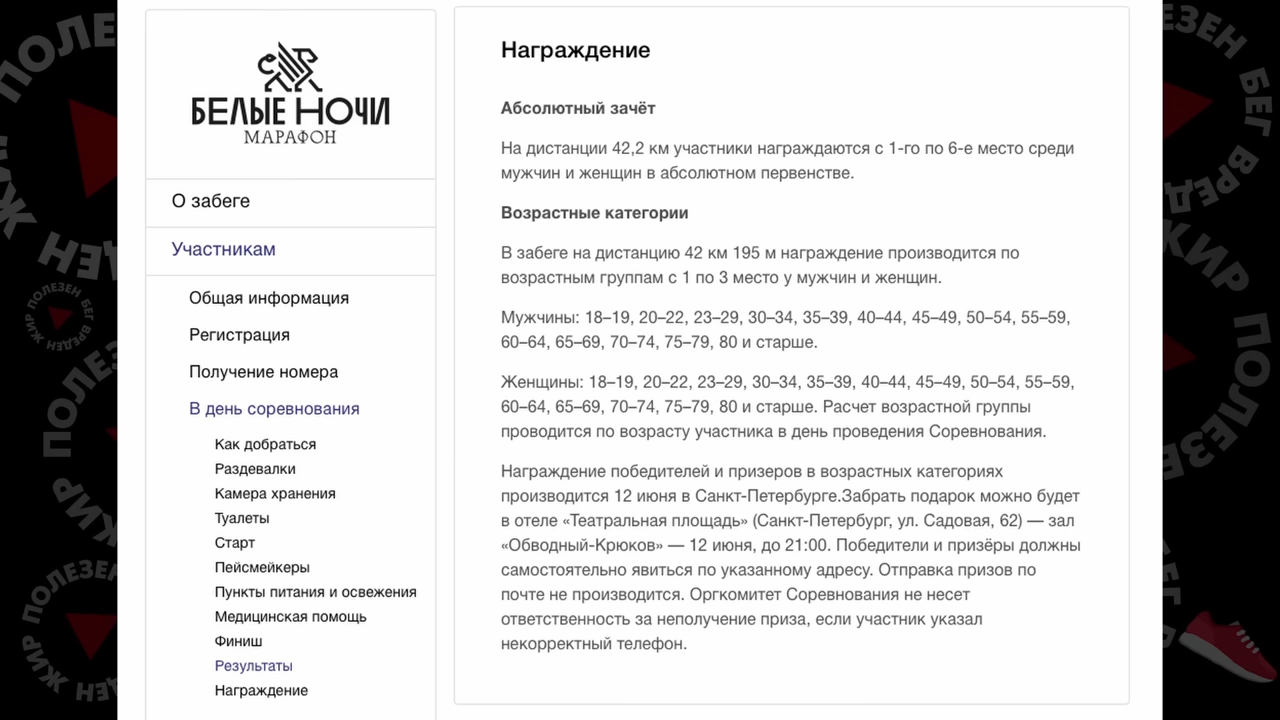 БЕЛЫЕ НОЧИ
МАРАФОН
О забеге
Участникам
Общая информация
Регистрация
Получение номера
В день соревнования
Как добраться
Раздевалки
Камера хранения
Туалеты
Старт
Пейсмейкеры
Пункты питания и освежения
Медицинская помощь
Финиш
Результаты
Награждение
Награждение
Абсолютный зачёт
На дистанции 42,2 км участники награждаются с 1-го по 6-е место среди
мужчин и женщин в абсолютном первенстве.
Возрастные категории
В забеге на дистанцию 42 км 195 м награждение производится по
возрастным группам с 1 по 3 место у мужчин и женщин.
Мужчины: 18–19, 20–22, 23–29, 30–34, 35–39, 40–44, 45–49, 50–54, 55–59,
60–64, 65–69, 70–74, 75–79, 80 и старше.
Женщины: 18–19, 20–22, 23–29, 30–34, 35–39, 40–44, 45–49, 50–54, 55–59,
60–64, 65–69, 70–74, 75–79, 80 и старше. Расчет возрастной группы
проводится по возрасту участника в день проведения Соревнования.
Награждение победителей и призеров в возрастных категориях
производится 12 июня в Санкт-Петербурге.Забрать подарок можно будет
в отеле «Театральная площадь» (Санкт-Петербург, ул. Садовая, 62) — зал
«Обводный-Крюков» — 12 июня, до 21:00. Победители и призёры должны
самостоятельно явиться по указанному адресу. Отправка призов по
почте не производится. Оргкомитет Соревнования не несет
ответственность за неполучение приза, если участник указал
некорректный телефон.
ПОЛЕЗЕН БЕГ ВРЕДЕН ЖИР